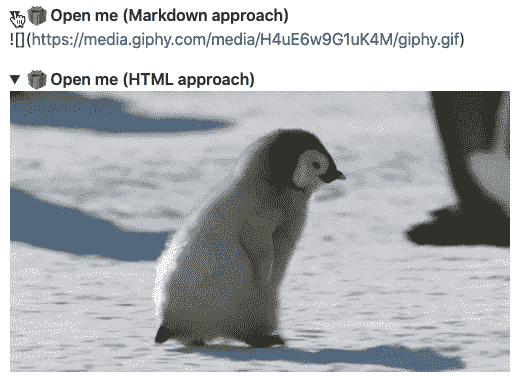 Open me (Markdown approach)
![](https://media.giphy.com/media/H4uE6w9G1uK4M/giphy.gif)
Open me (HTML approach)